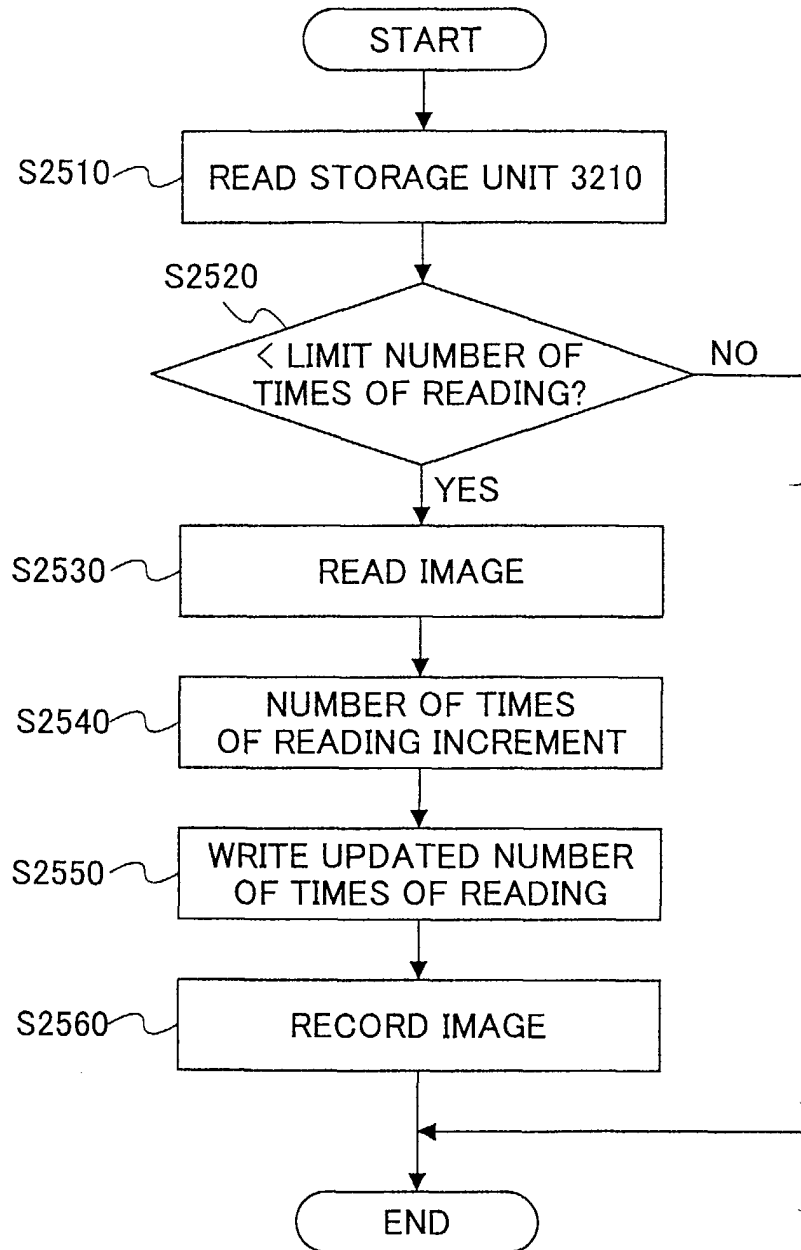 START
S2510
READ STORAGE UNIT 3210
S2520
< LIMIT NUMBER OF
TIMES OF READING?
NO
YES
S2530
READ IMAGE
S2540
NUMBER OF TIMES
OF READING INCREMENT
S2550
WRITE UPDATED NUMBER
OF TIMES OF READING
S2560
RECORD IMAGE
END